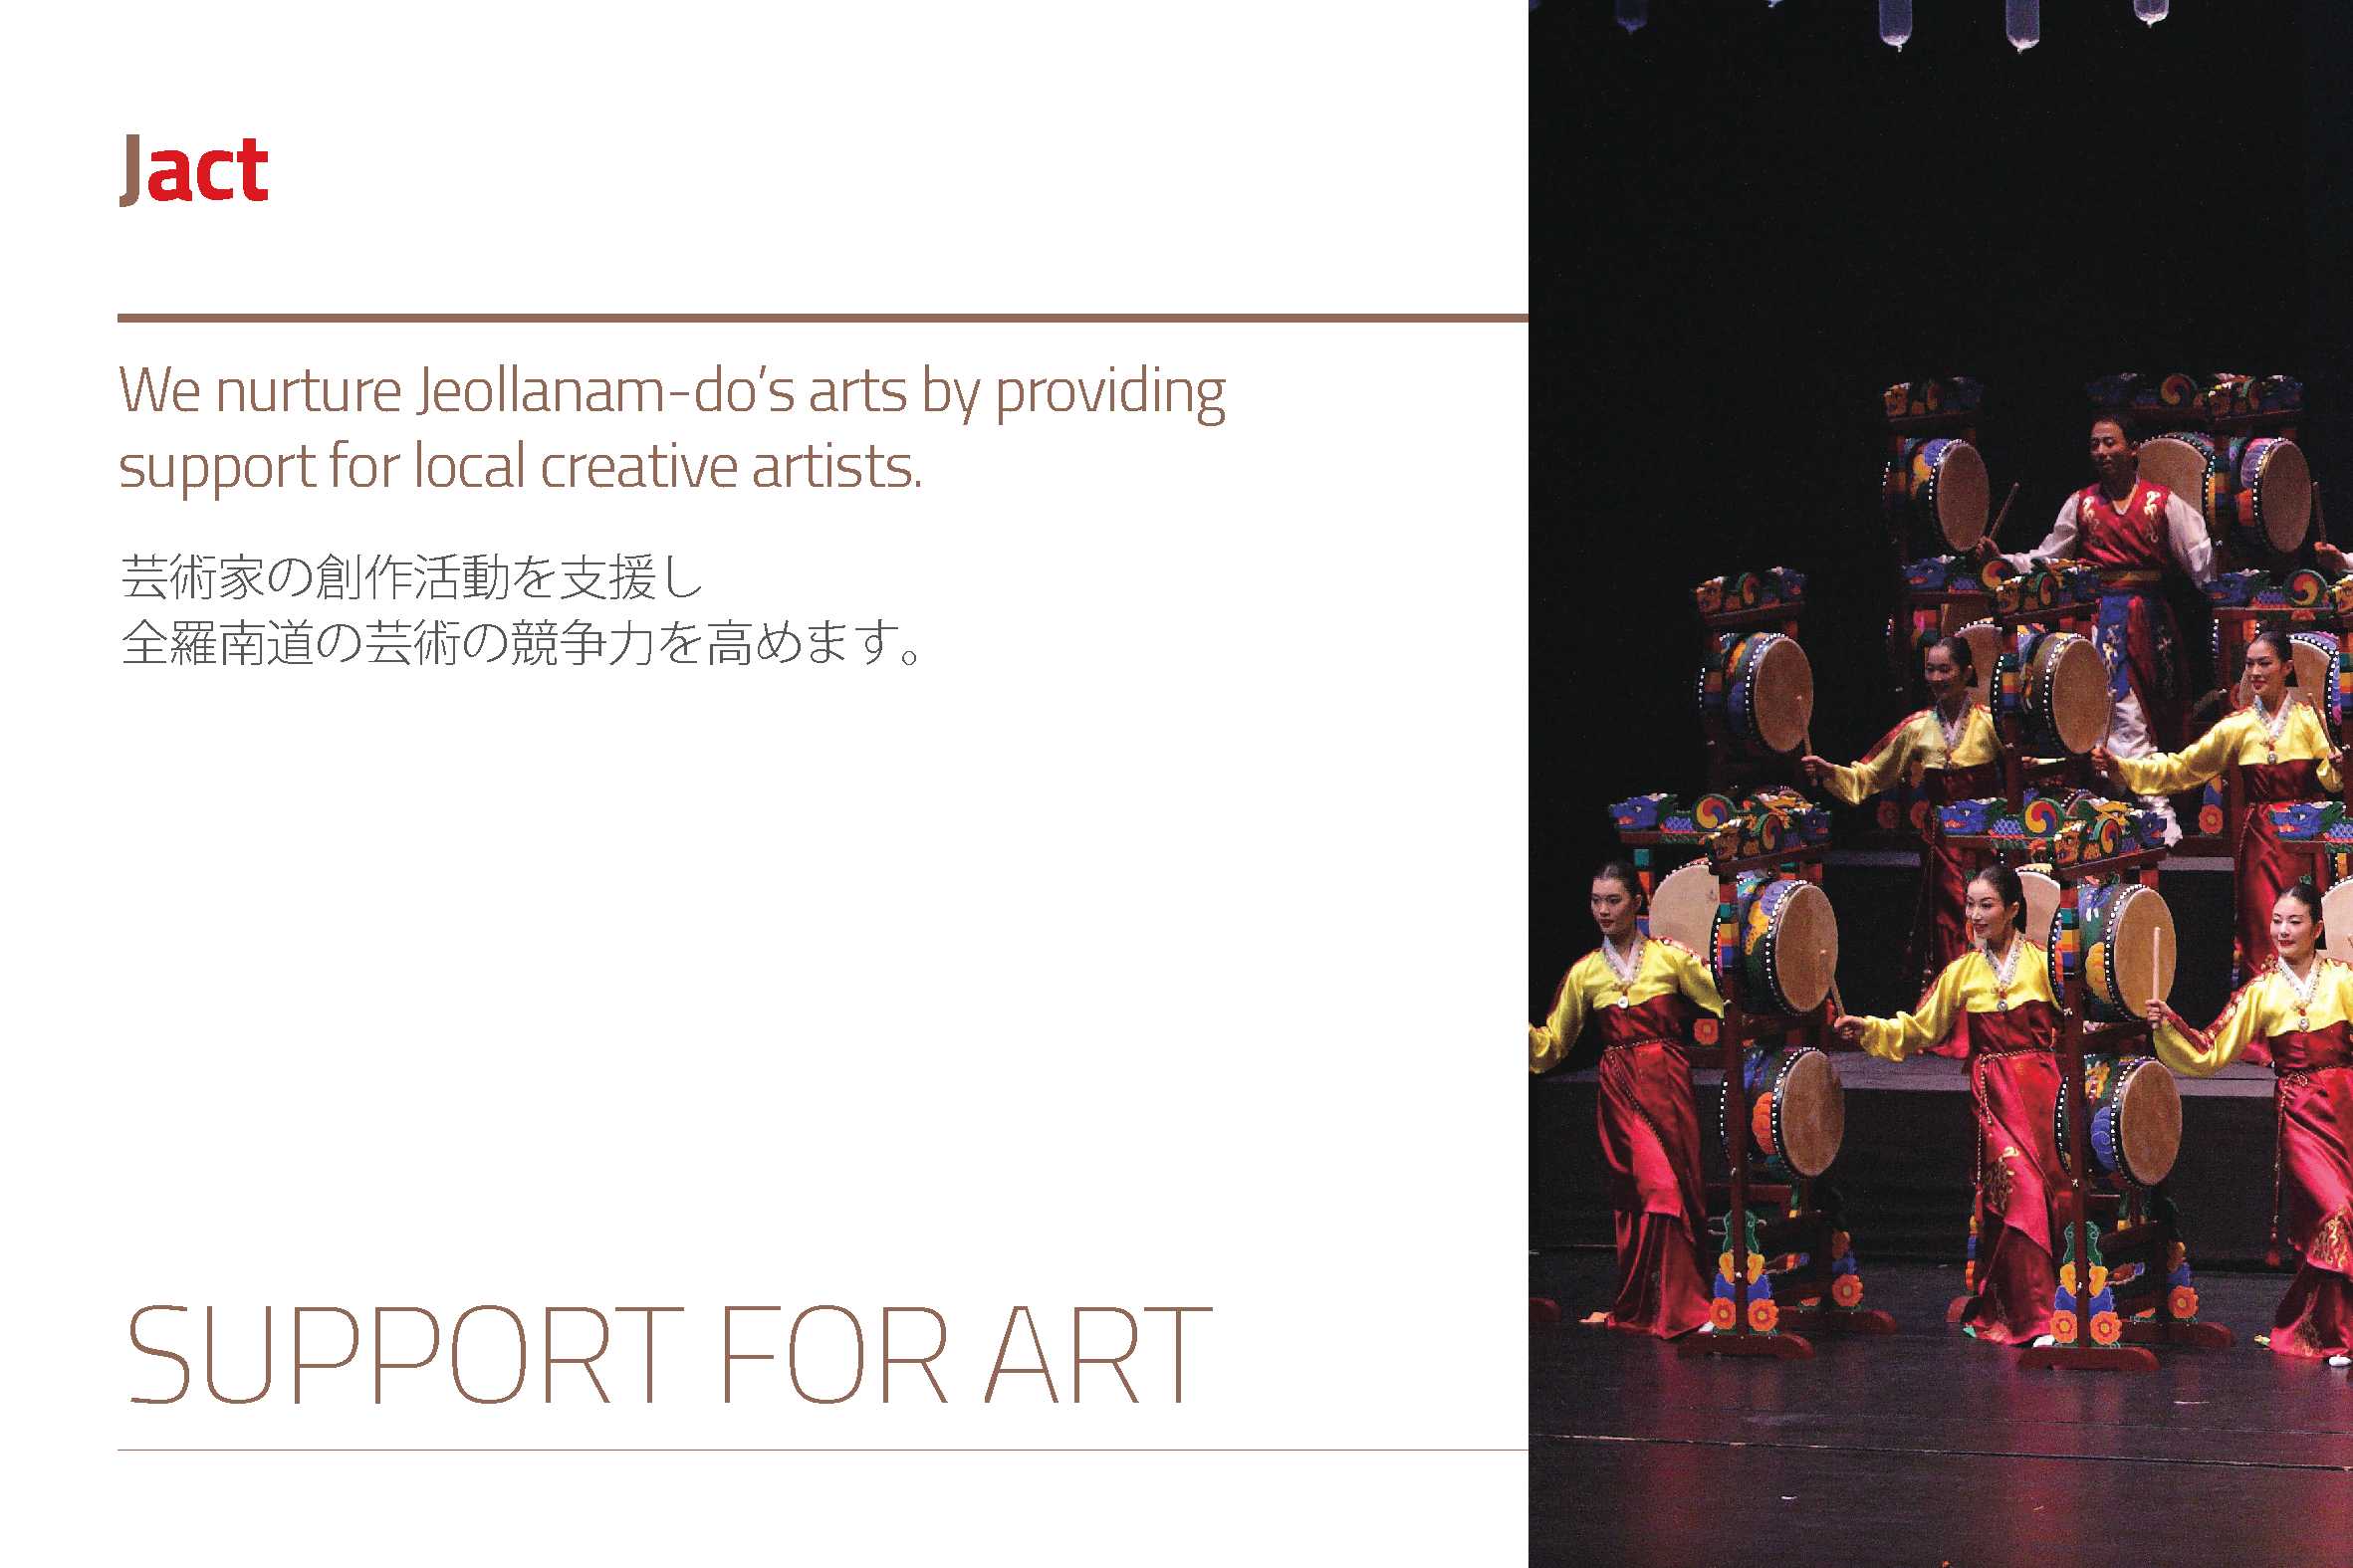 Jact
We nurture Jeollanam-do’s arts by providing
support for local creative artists.
芸術家の創作活動を支援し
全羅南道の芸術の競争力を高めます。
SUPPORT FOR ART